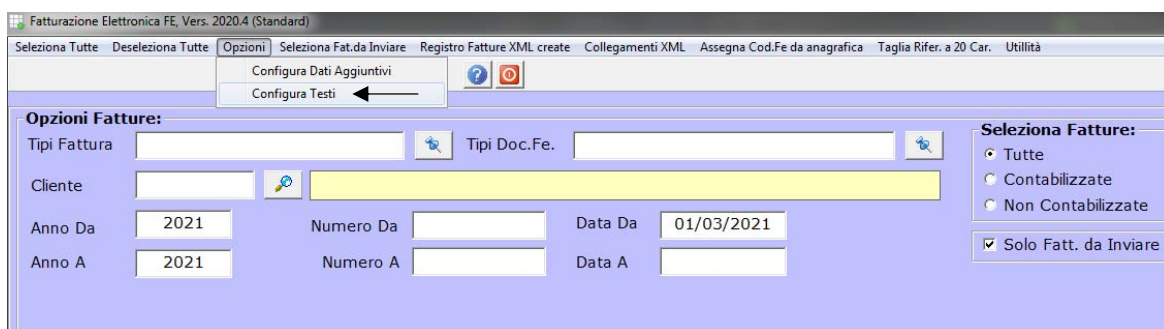 Fatturazione Elettronica FE, Vers. 2020.4 (Standard)
Seleziona Tutte Deseleziona Tutte Opzioni Seleziona Fat.da Inviare Registro Fatture XML create Collegamenti XML Assegna Cod.Fe da anagrafica Taglia Rifer. a 20 Car. Utillità
Configura Dati Aggiuntivi
Configura Testi
Opzioni Fatture:
Tipi Fattura Tipi Doc.Fe.
Cliente
Anno Da 2021 Numero Da Data Da 01/03/2021
Anno A 2021 Numero A Data A
Seleziona Fatture:
Tutte
Contabilizzate
Non Contabilizzate
Solo Fatt. da Inviare